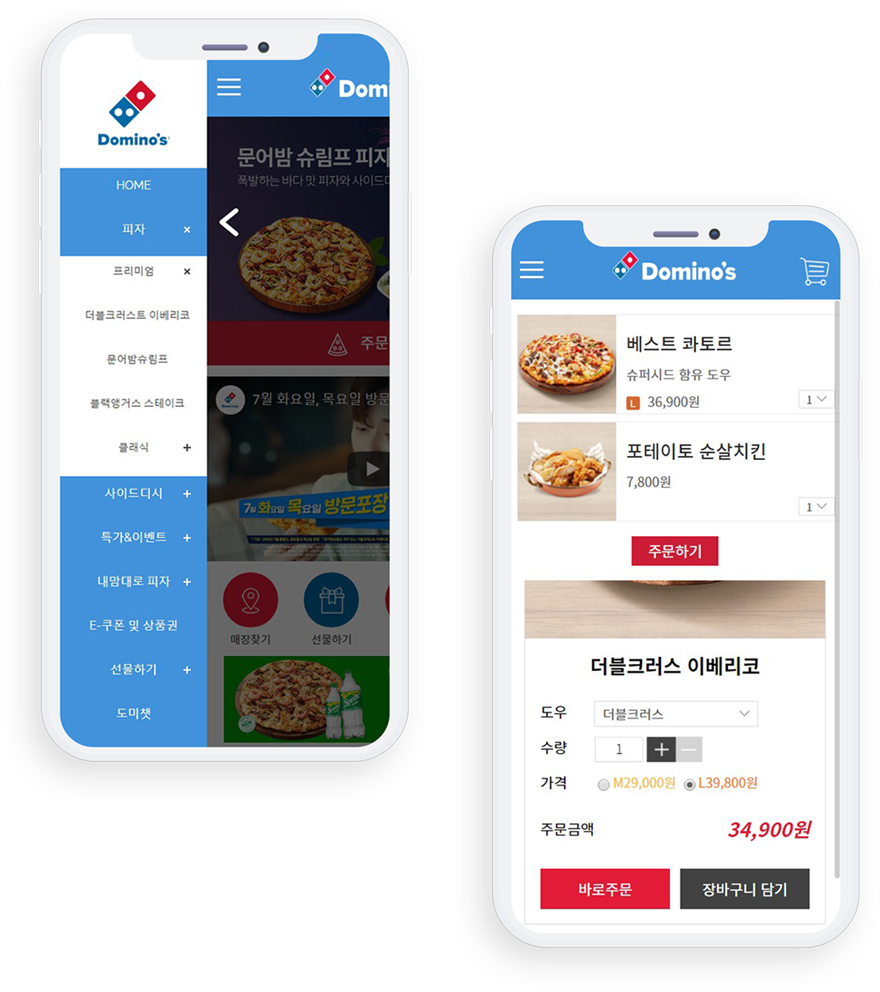 Domino's
HOME
피자 ×
프리미엄 ×
더블크러스트 이베리코
문어밤슈림프
블랙앵거스 스테이크
클래식 +
사이드디시 +
특가&이벤트 +
내맘대로 피자 +
E-쿠폰 및 상품권
선물하기 +
도미챗
Domi
문어밤 슈림프 피자
폭발하는 바다 맛 피자와 사이드
주문
7월 화요일, 목요일 방문
7월 화요일 목요일 방문포장
매장찾기 선물하기
Domino's
베스트 콰토르
슈퍼시드 함유 도우
L 36,900원 1
포테이토 순살치킨
7,800원
1
주문하기
더블크러스 이베리코
도우 더블크러스
수량 1 + −
가격 M29,000원 L39,800원
주문금액 34,900원
바로주문 장바구니 담기